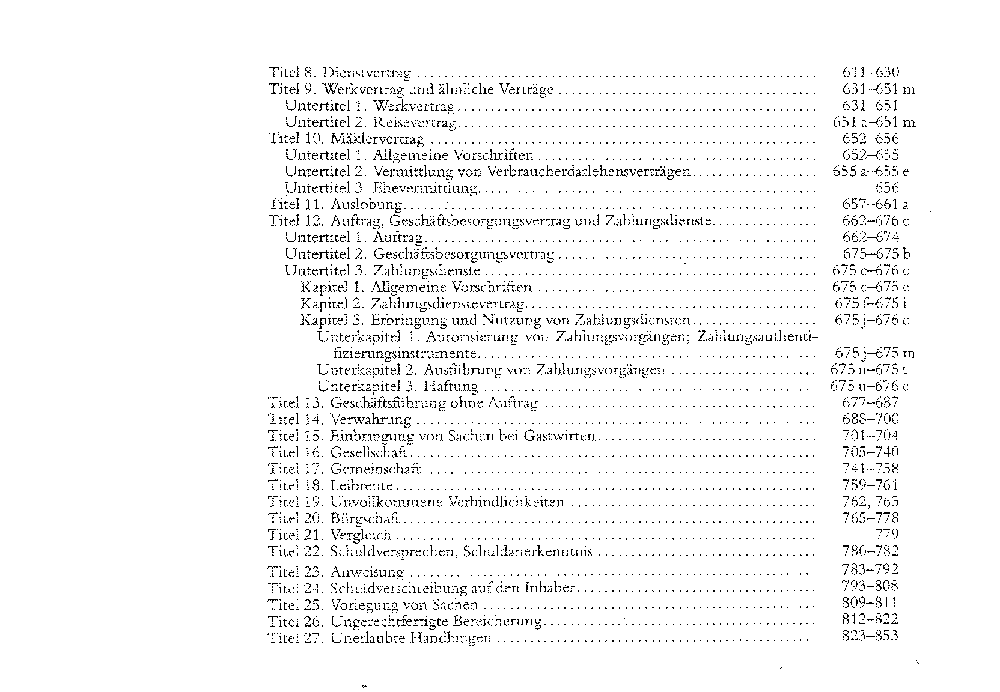 Titel 8. Dienstvertrag ........ 611–630
Titel 9. Werkvertrag und ähnliche Verträge ........ 631–651 m
Untertitel 1. Werkvertrag ........ 631–651
Untertitel 2. Reisevertrag ........ 651 a–651 m
Titel 10. Mäklervertrag ........ 652–656
Untertitel 1. Allgemeine Vorschriften ........ 652–655
Untertitel 2. Vermittlung von Verbraucherdarlehensverträgen ........ 655 a–655 e
Untertitel 3. Ehevermittlung ........ 656
Titel 11. Auslobung ........ 657–661 a
Titel 12. Auftrag, Geschäftsbesorgungsvertrag und Zahlungsdienste ........ 662–676 c
Untertitel 1. Auftrag ........ 662–674
Untertitel 2. Geschäftsbesorgungsvertrag ........ 675–675 b
Untertitel 3. Zahlungsdienste ........ 675 c–676 c
Kapitel 1. Allgemeine Vorschriften ........ 675 c–675 e
Kapitel 2. Zahlungsdienstevertrag ........ 675 f–675 i
Kapitel 3. Erbringung und Nutzung von Zahlungsdiensten ........ 675 j–676 c
Unterkapitel 1. Autorisierung von Zahlungsvorgängen; Zahlungsauthenti-
fizierungsinstrumente ........ 675 j–675 m
Unterkapitel 2. Ausführung von Zahlungsvorgängen ........ 675 n–675 t
Unterkapitel 3. Haftung ........ 675 u–676 c
Titel 13. Geschäftsführung ohne Auftrag ........ 677–687
Titel 14. Verwahrung ........ 688–700
Titel 15. Einbringung von Sachen bei Gastwirten ........ 701–704
Titel 16. Gesellschaft ........ 705–740
Titel 17. Gemeinschaft ........ 741–758
Titel 18. Leibrente ........ 759–761
Titel 19. Unvollkommene Verbindlichkeiten ........ 762, 763
Titel 20. Bürgschaft ........ 765–778
Titel 21. Vergleich ........ 779
Titel 22. Schuldversprechen, Schuldanerkenntnis ........ 780–782
Titel 23. Anweisung ........ 783–792
Titel 24. Schuldverschreibung auf den Inhaber ........ 793–808
Titel 25. Vorlegung von Sachen ........ 809–811
Titel 26. Ungerechtfertigte Bereicherung ........ 812–822
Titel 27. Unerlaubte Handlungen ........ 823–853